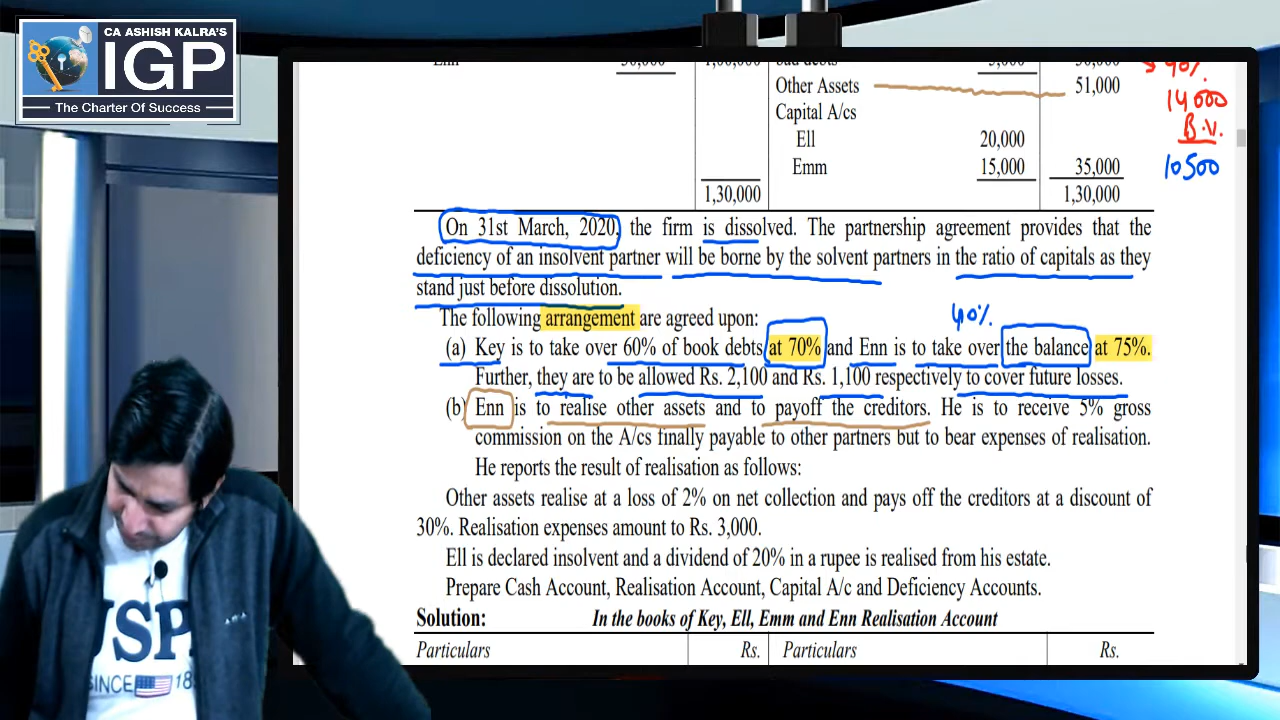 CA ASHISH KALRA'S
IGP
The Charter Of Success
1,00,000
Other Assets 51,000
Capital A/cs
Ell 20,000
Emm 15,000 35,000
1,30,000 1,30,000
40%
14000
B.V.
10500
On 31st March, 2020, the firm is dissolved. The partnership agreement provides that the
deficiency of an insolvent partner will be borne by the solvent partners in the ratio of capitals as they
stand just before dissolution.
The following arrangement are agreed upon:
40%
(a) Key is to take over 60% of book debts at 70% and Enn is to take over the balance at 75%.
Further, they are to be allowed Rs. 2,100 and Rs. 1,100 respectively to cover future losses.
(b) Enn is to realise other assets and to payoff the creditors. He is to receive 5% gross
commission on the A/cs finally payable to other partners but to bear expenses of realisation.
He reports the result of realisation as follows:
Other assets realise at a loss of 2% on net collection and pays off the creditors at a discount of
30%. Realisation expenses amount to Rs. 3,000.
Ell is declared insolvent and a dividend of 20% in a rupee is realised from his estate.
Prepare Cash Account, Realisation Account, Capital A/c and Deficiency Accounts.
Solution: In the books of Key, Ell, Emm and Enn Realisation Account
Particulars Rs. Particulars Rs.
USP
SINCE 18